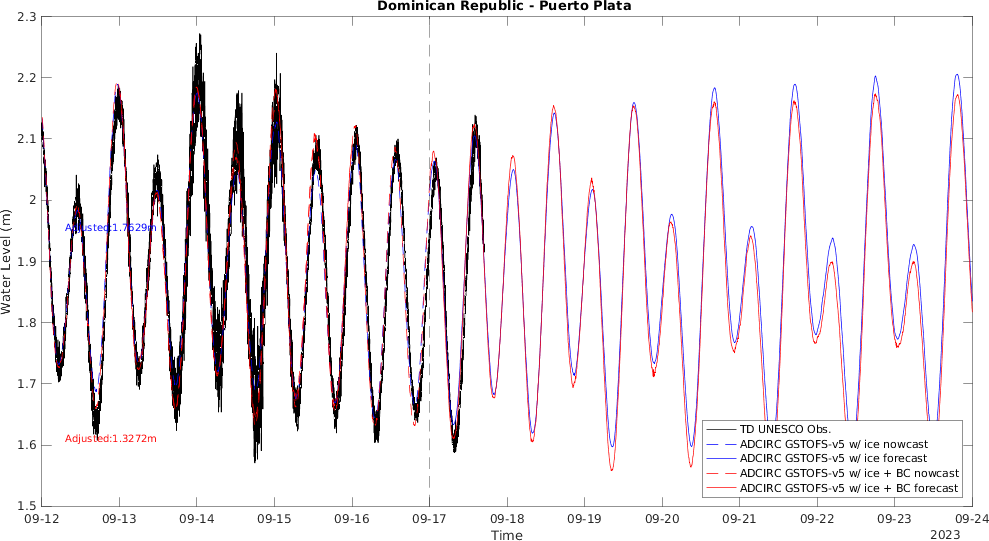 Dominican Republic - Puerto Plata
2.3
2.2
2.1
2
1.9
1.8
1.7
1.6
1.5
Water Level (m)
Adjusted:1.7629m
Adjusted:1.3272m
TD UNESCO Obs.
ADCIRC GSTOFS-v5 w/ ice nowcast
ADCIRC GSTOFS-v5 w/ ice forecast
ADCIRC GSTOFS-v5 w/ ice + BC nowcast
ADCIRC GSTOFS-v5 w/ ice + BC forecast
09-12 09-13 09-14 09-15 09-16 09-17 09-18 09-19 09-20 09-21 09-22 09-23 09-24
Time
2023